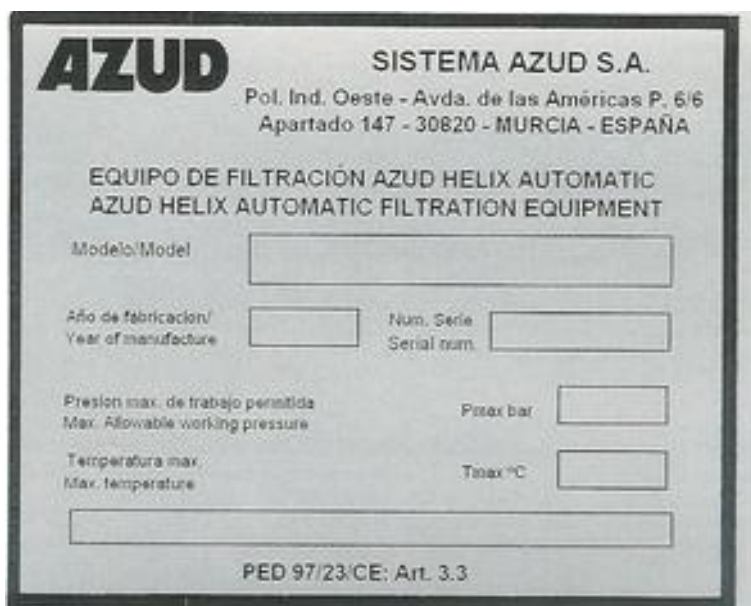 AZUD
SISTEMA AZUD S.A.
Pol. Ind. Oeste - Avda. de las Américas P. 6/6
Apartado 147 - 30820 - MURCIA - ESPAÑA
EQUIPO DE FILTRACIÓN AZUD HELIX AUTOMATIC
AZUD HELIX AUTOMATIC FILTRATION EQUIPMENT
Modelo/Model
Año de fabricacion/
Year of manufacture
Num. Serie
Serial num.
Presion max. de trabajo permitida
Max. Allowable working pressure
Pmax bar
Temperatura max.
Max. temperature
Tmax ºC
PED 97/23/CE: Art. 3.3